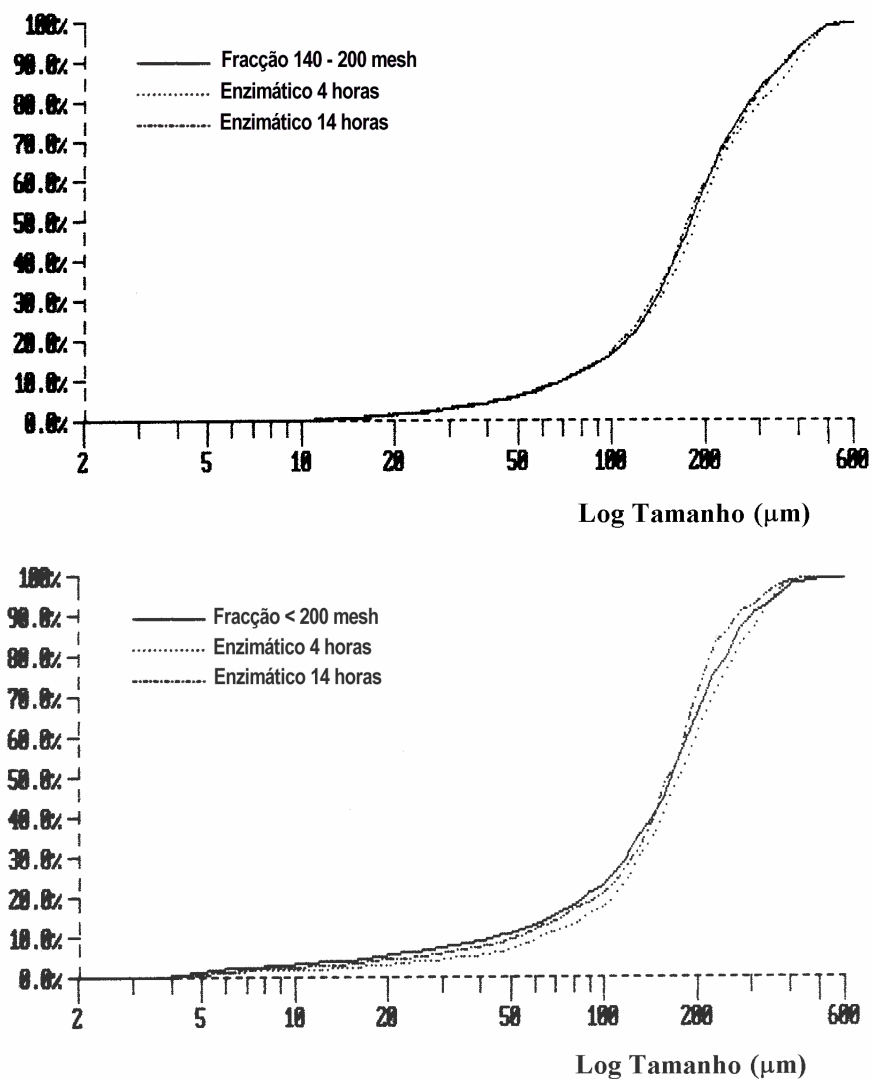 100%
90.0%
80.0%
70.0%
60.0%
50.0%
40.0%
30.0%
20.0%
10.0%
0.0%
Fracção 140 - 200 mesh
Enzimático 4 horas
Enzimático 14 horas
2 5 10 20 50 100 200 600
Log Tamanho (µm)
100%
90.0%
80.0%
70.0%
60.0%
50.0%
40.0%
30.0%
20.0%
10.0%
0.0%
Fracção < 200 mesh
Enzimático 4 horas
Enzimático 14 horas
2 5 10 20 50 100 200 600
Log Tamanho (µm)